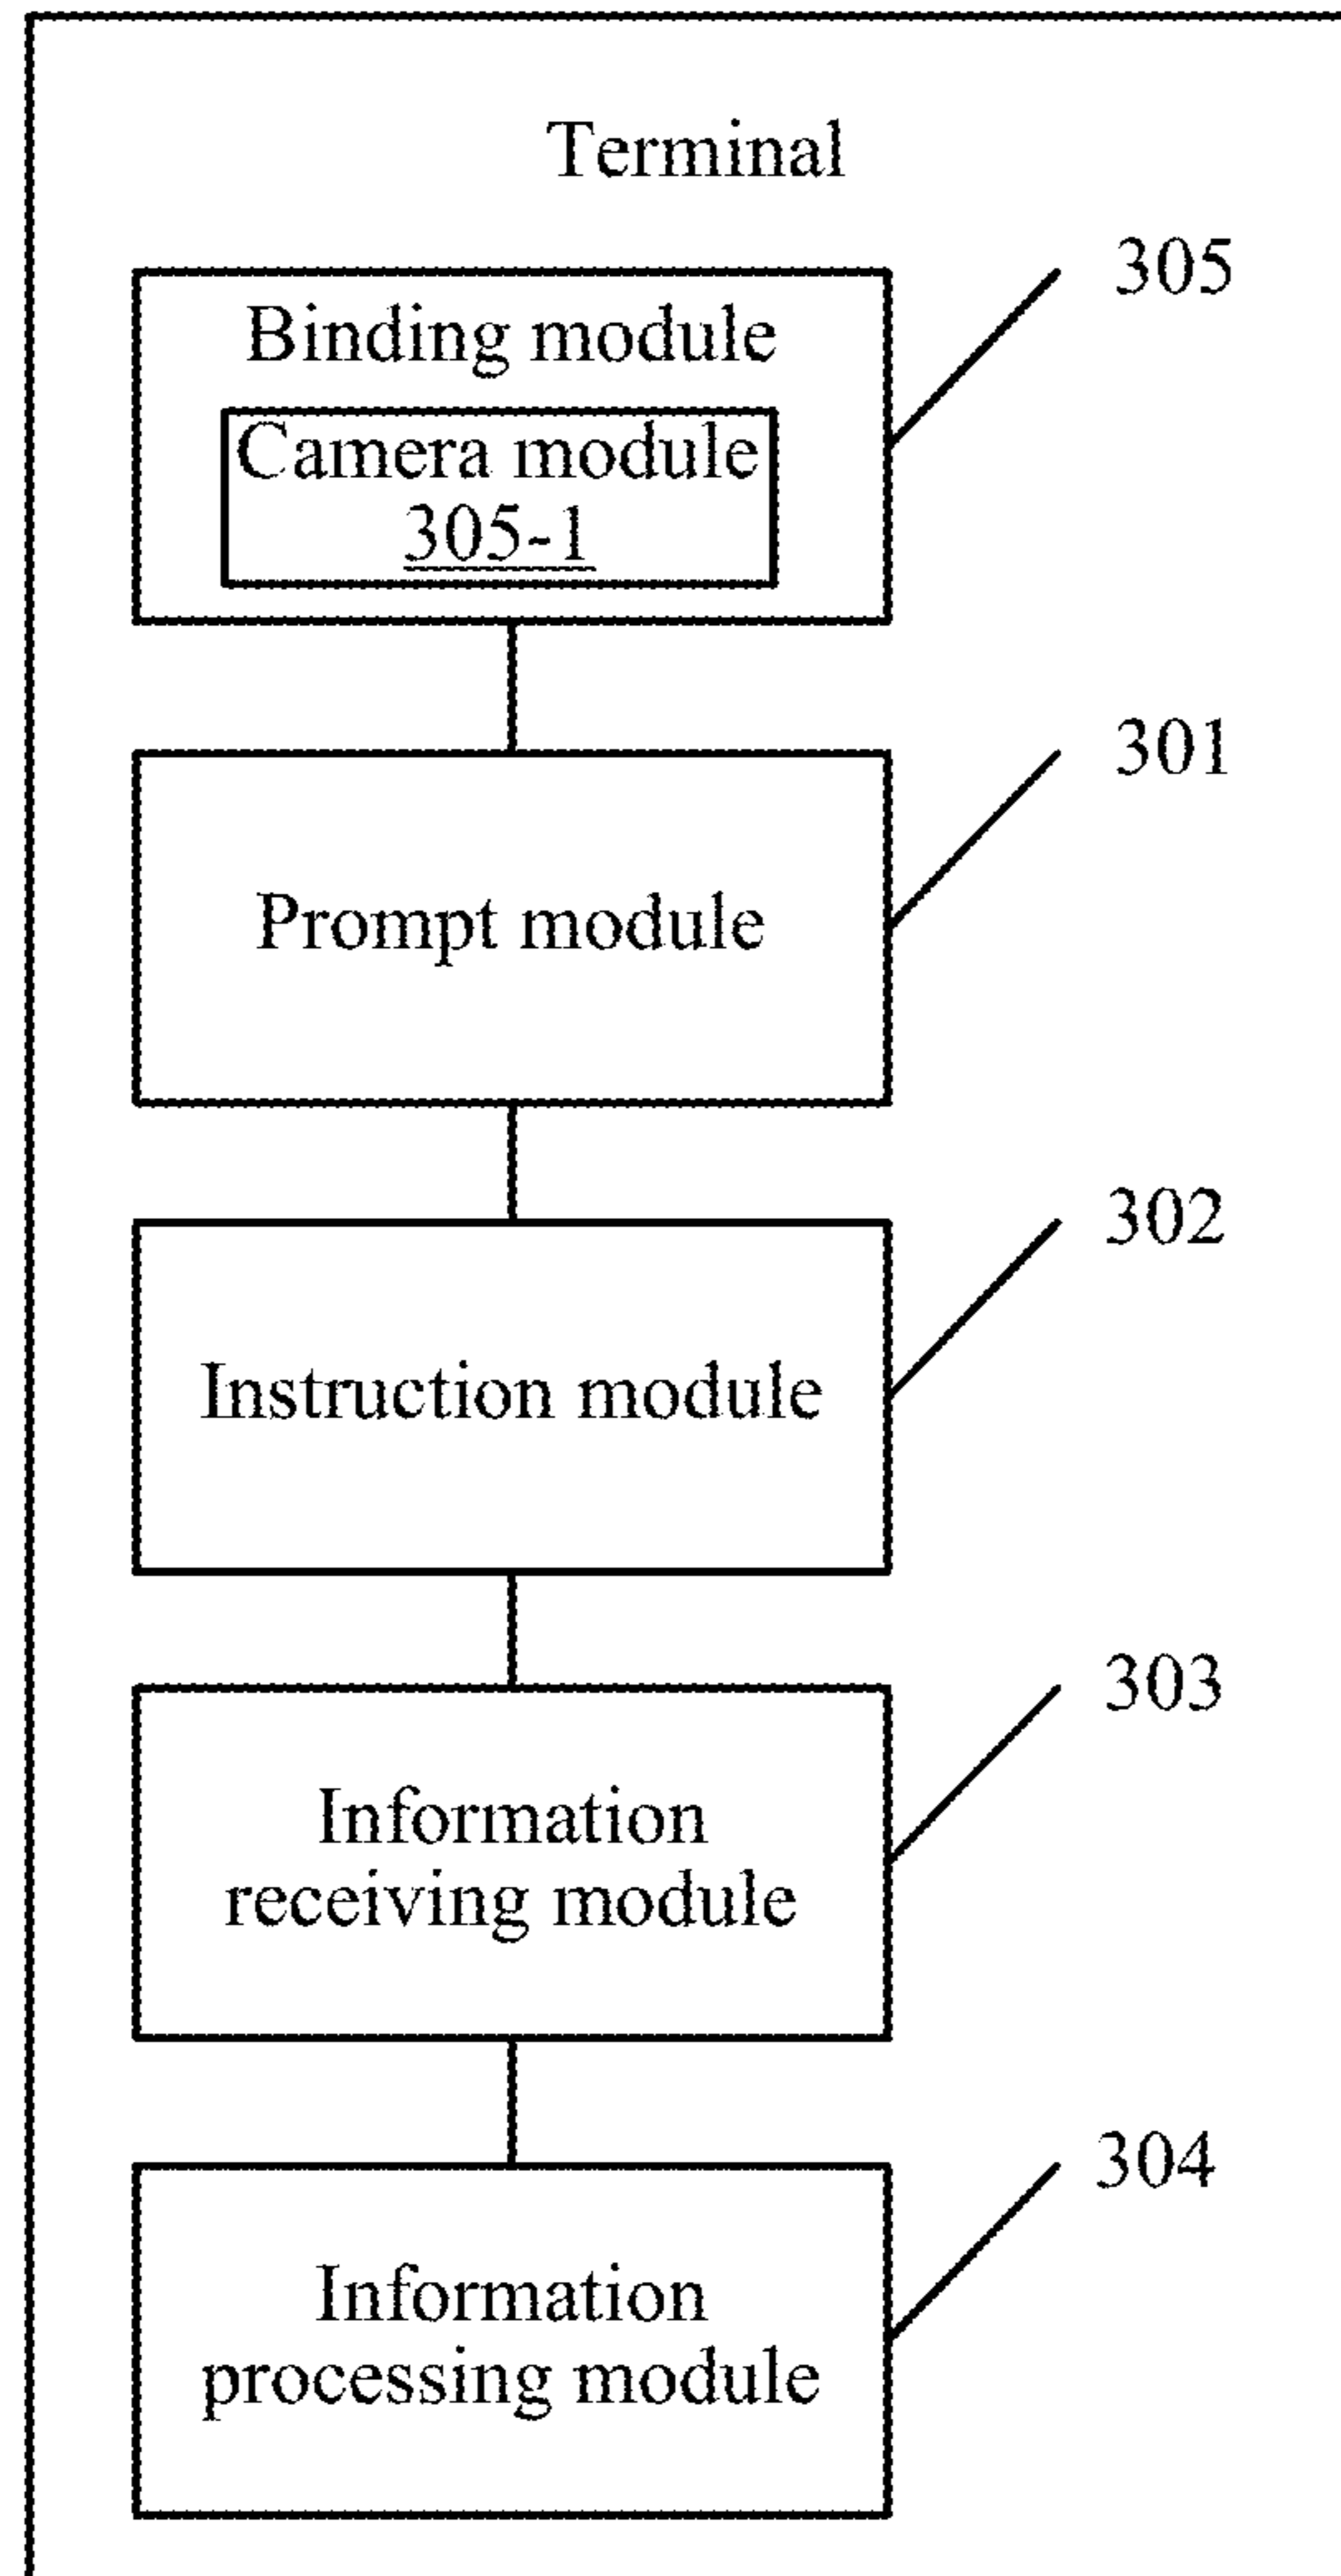 Terminal
305
Binding module
Camera module
305-1
301
Prompt module
302
Instruction module
303
Information
receiving module
304
Information
processing module